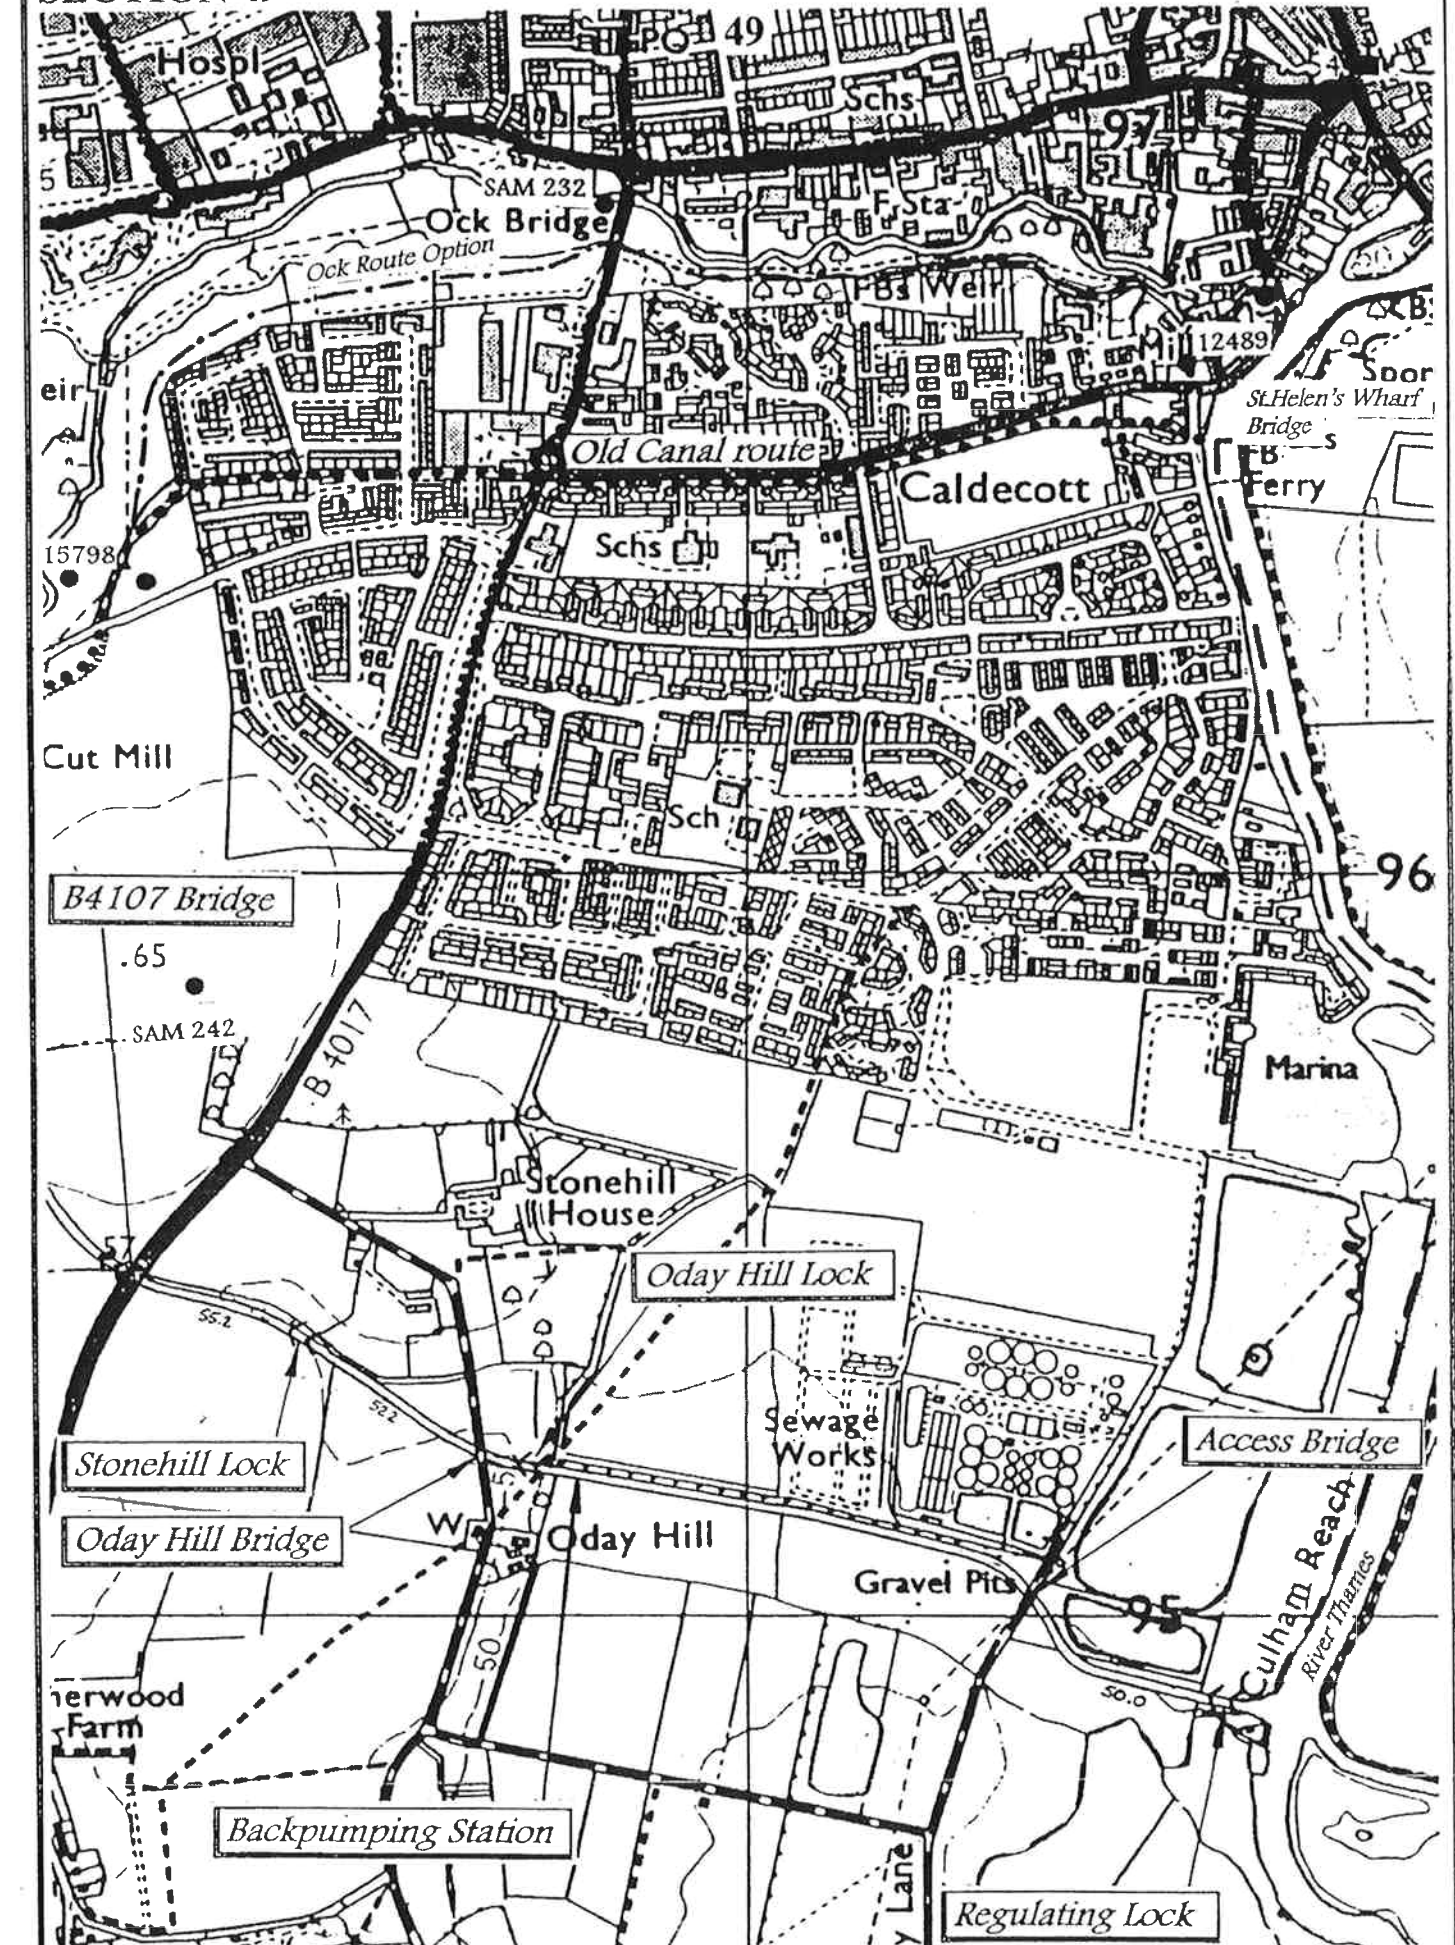 Hospl
PO
49
Schs
97
5
SAM 232
Ock Bridge
F Sta
Ock Route Option
FBs
Weir
12489
eir
Spor
St.Helen's Wharf
Bridge
Old Canal route
FB
s
Caldecott
Ferry
Schs
15798
Cut Mill
Sch
96
B4107 Bridge
.65
SAM 242
B 4017
Marina
Stonehill
House
57
Oday Hill Lock
55.2
52.2
Sewage
Works
Access Bridge
Stonehill Lock
Oday Hill Bridge
W
Oday Hill
Gravel Pits
95
Culham Reach
River Thames
50
50.0
herwood
Farm
Backpumping Station
y Lane
Regulating Lock